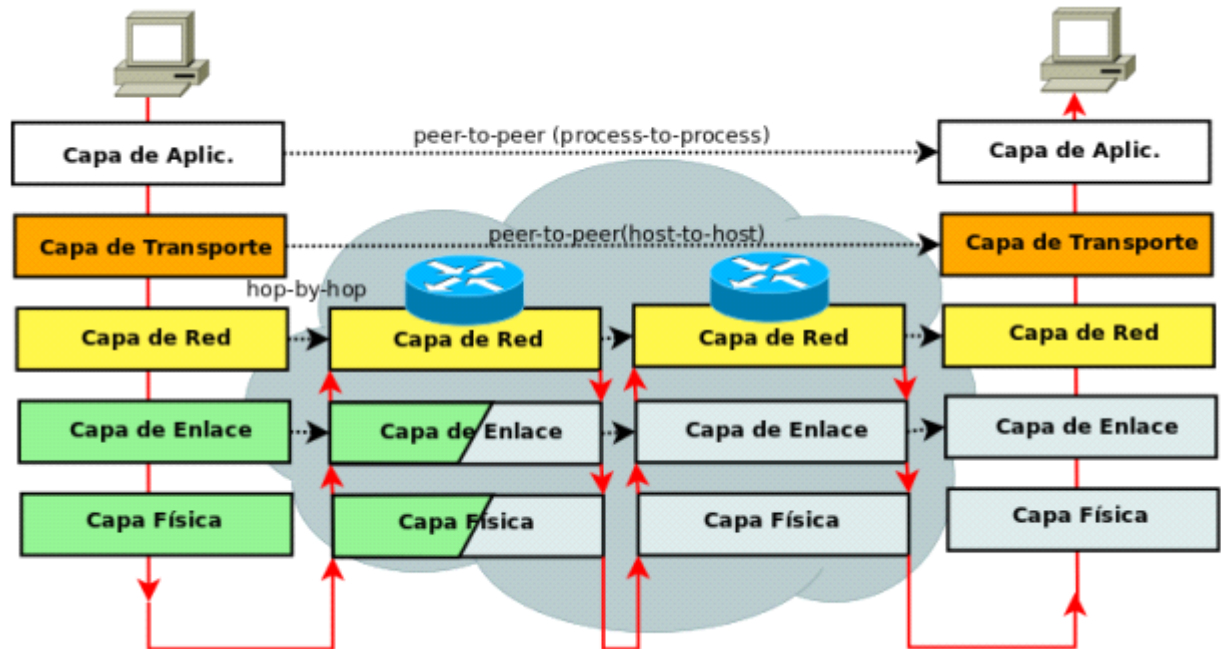 peer-to-peer (process-to-process)
Capa de Aplic.
Capa de Aplic.
peer-to-peer(host-to-host)
Capa de Transporte
Capa de Transporte
hop-by-hop
Capa de Red
Capa de Red
Capa de Red
Capa de Red
Capa de Enlace
Capa de Enlace
Capa de Enlace
Capa de Enlace
Capa Física
Capa Física
Capa Física
Capa Física